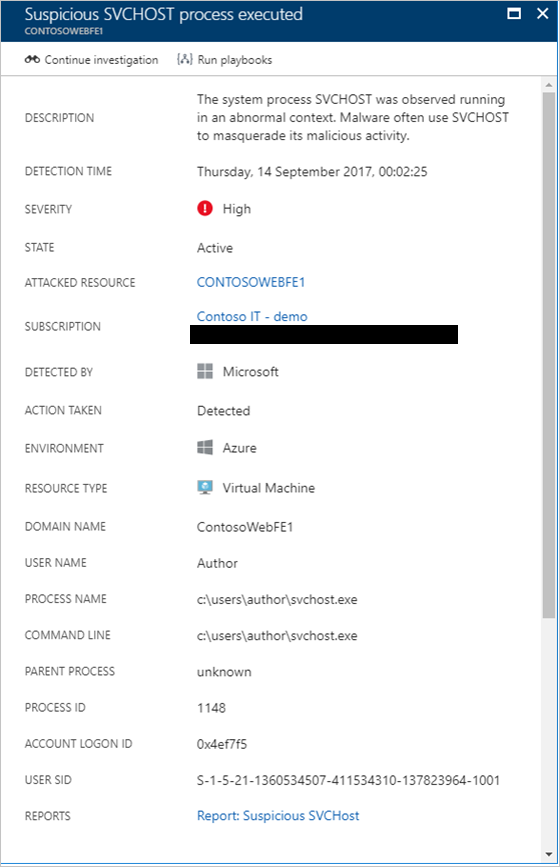 Suspicious SVCHOST process executed
CONTOSOWEBFE1
Continue investigation Run playbooks
DESCRIPTION
The system process SVCHOST was observed running
in an abnormal context. Malware often use SVCHOST
to masquerade its malicious activity.
DETECTION TIME Thursday, 14 September 2017, 00:02:25
SEVERITY High
STATE Active
ATTACKED RESOURCE CONTOSOWEBFE1
SUBSCRIPTION Contoso IT - demo
DETECTED BY Microsoft
ACTION TAKEN Detected
ENVIRONMENT Azure
RESOURCE TYPE Virtual Machine
DOMAIN NAME ContosoWebFE1
USER NAME Author
PROCESS NAME c:\users\author\svchost.exe
COMMAND LINE c:\users\author\svchost.exe
PARENT PROCESS unknown
PROCESS ID 1148
ACCOUNT LOGON ID 0x4ef7f5
USER SID S-1-5-21-1360534507-411534310-137823964-1001
REPORTS Report: Suspicious SVCHost